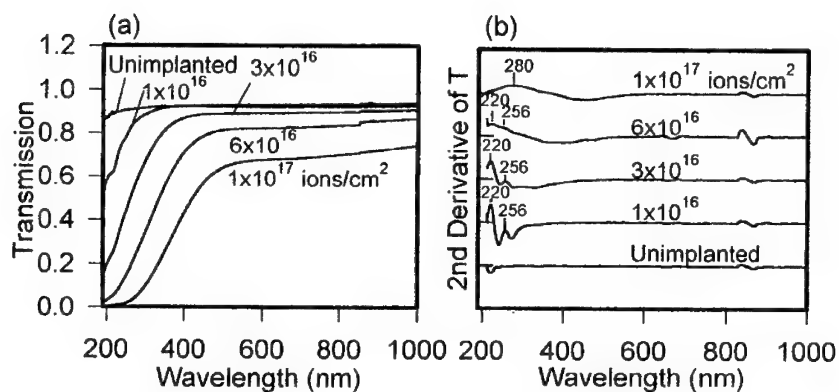 (a)
Transmission
1.2
1.0
0.8
0.6
0.4
0.2
0.0
Unimplanted
1x10^16
3x10^16
6x10^16
1x10^17 ions/cm^2
200 400 600 800 1000
Wavelength (nm)
(b)
2nd Derivative of T
280
1x10^17 ions/cm^2
220
256
6x10^16
220
256
3x10^16
220
256
1x10^16
Unimplanted
200 400 600 800 1000
Wavelength (nm)